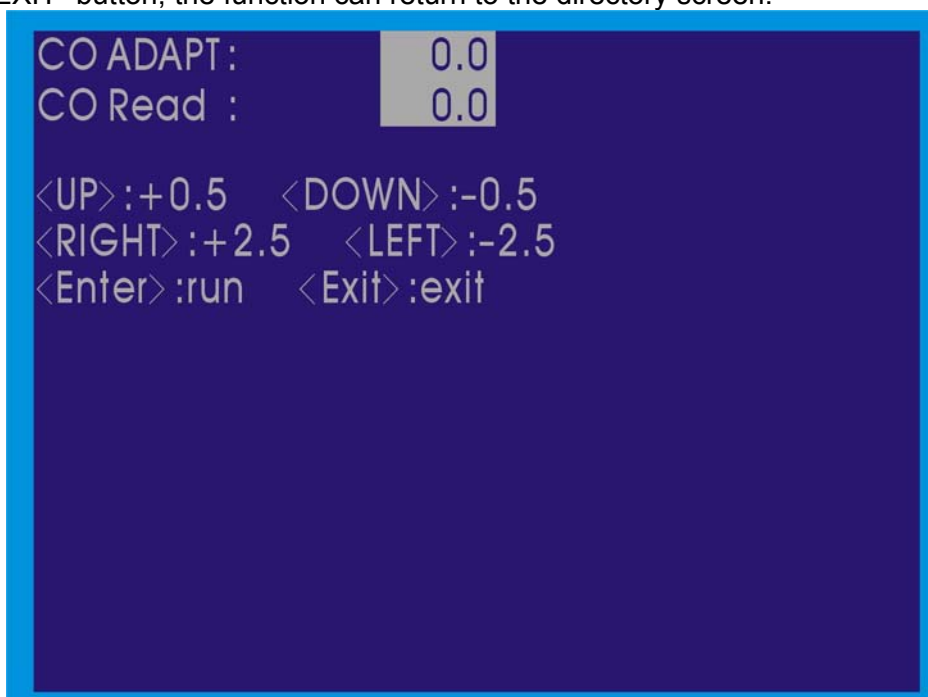 EXIT" button, the function can return to the directory screen.
CO ADAPT: 0.0
CO Read : 0.0
<UP>:+0.5 <DOWN>:-0.5
<RIGHT>:+2.5 <LEFT>:-2.5
<Enter>:run <Exit>:exit